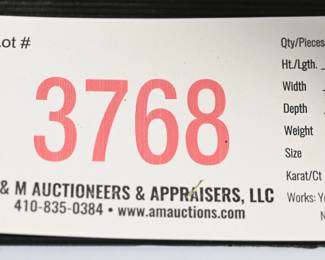 Lot #
3768
& M AUCTIONEERS & APPRAISERS, LLC
410-835-0384 • www.amauctions.com
Qty/Pieces
Ht./Lgth.
Width
Depth
Weight
Size
Karat/Ct
Works: